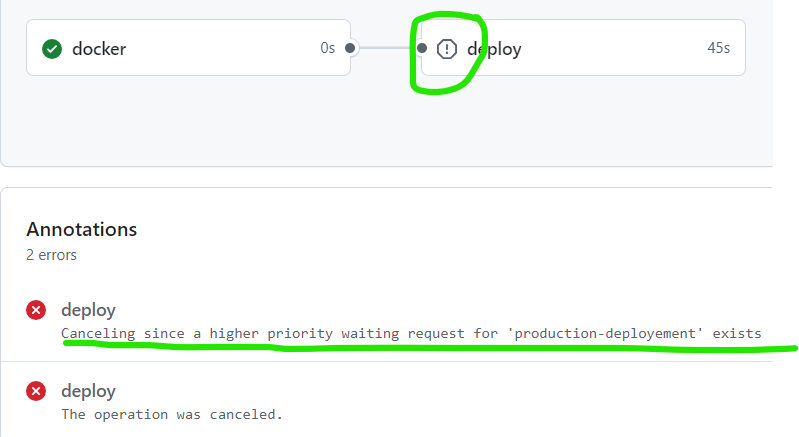 docker 0s deploy 45s
Annotations
2 errors
deploy
Canceling since a higher priority waiting request for 'production-deployement' exists
deploy
The operation was canceled.